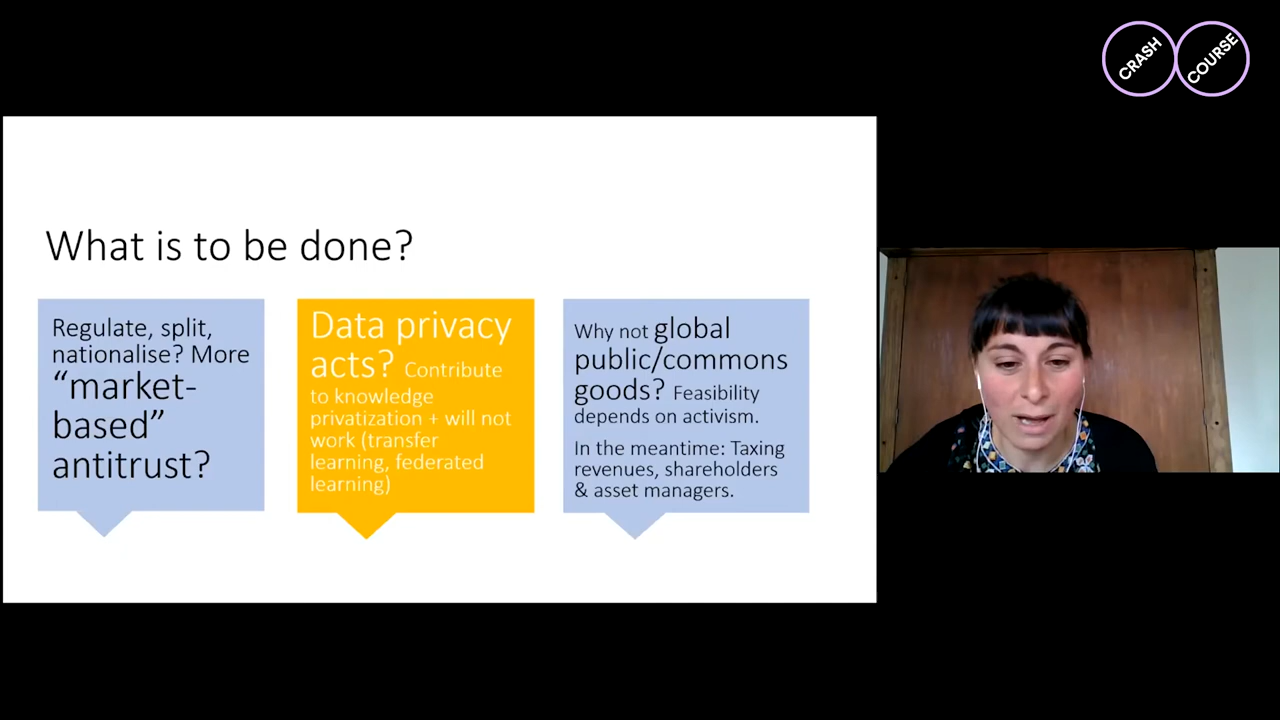 CRASH COURSE
What is to be done?
Regulate, split,
nationalise? More
“market-
based”
antitrust?
Data privacy
acts? Contribute
to knowledge
privatization + will not
work (transfer
learning, federated
learning)
Why not global
public/commons
goods? Feasibility
depends on activism.
In the meantime: Taxing
revenues, shareholders
& asset managers.